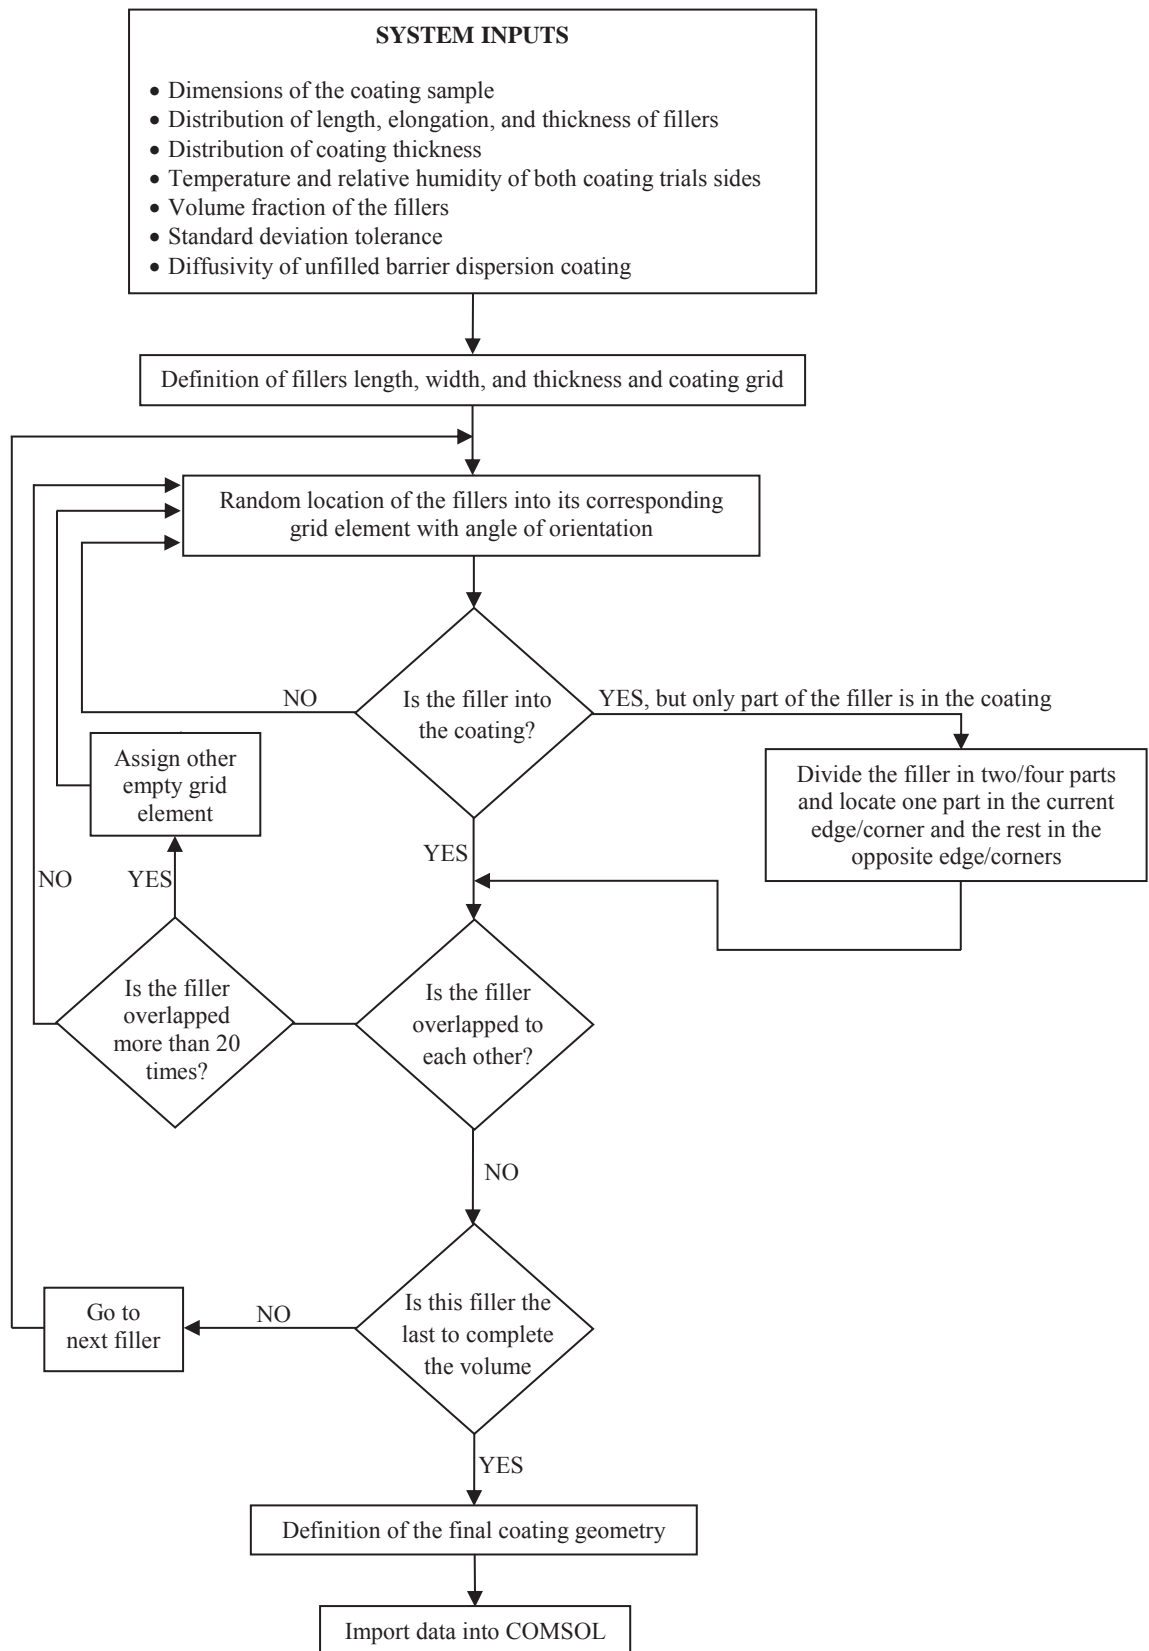 SYSTEM INPUTS
• Dimensions of the coating sample
• Distribution of length, elongation, and thickness of fillers
• Distribution of coating thickness
• Temperature and relative humidity of both coating trials sides
• Volume fraction of the fillers
• Standard deviation tolerance
• Diffusivity of unfilled barrier dispersion coating
Definition of fillers length, width, and thickness and coating grid
Random location of the fillers into its corresponding
grid element with angle of orientation
NO
Is the filler into
the coating?
YES, but only part of the filler is in the coating
Assign other
empty grid
element
Divide the filler in two/four parts
and locate one part in the current
edge/corner and the rest in the
opposite edge/corners
YES
NO
YES
Is the filler
overlapped
more than 20
times?
Is the filler
overlapped to
each other?
NO
Is this filler the
last to complete
the volume
NO
Go to
next filler
YES
Definition of the final coating geometry
Import data into COMSOL